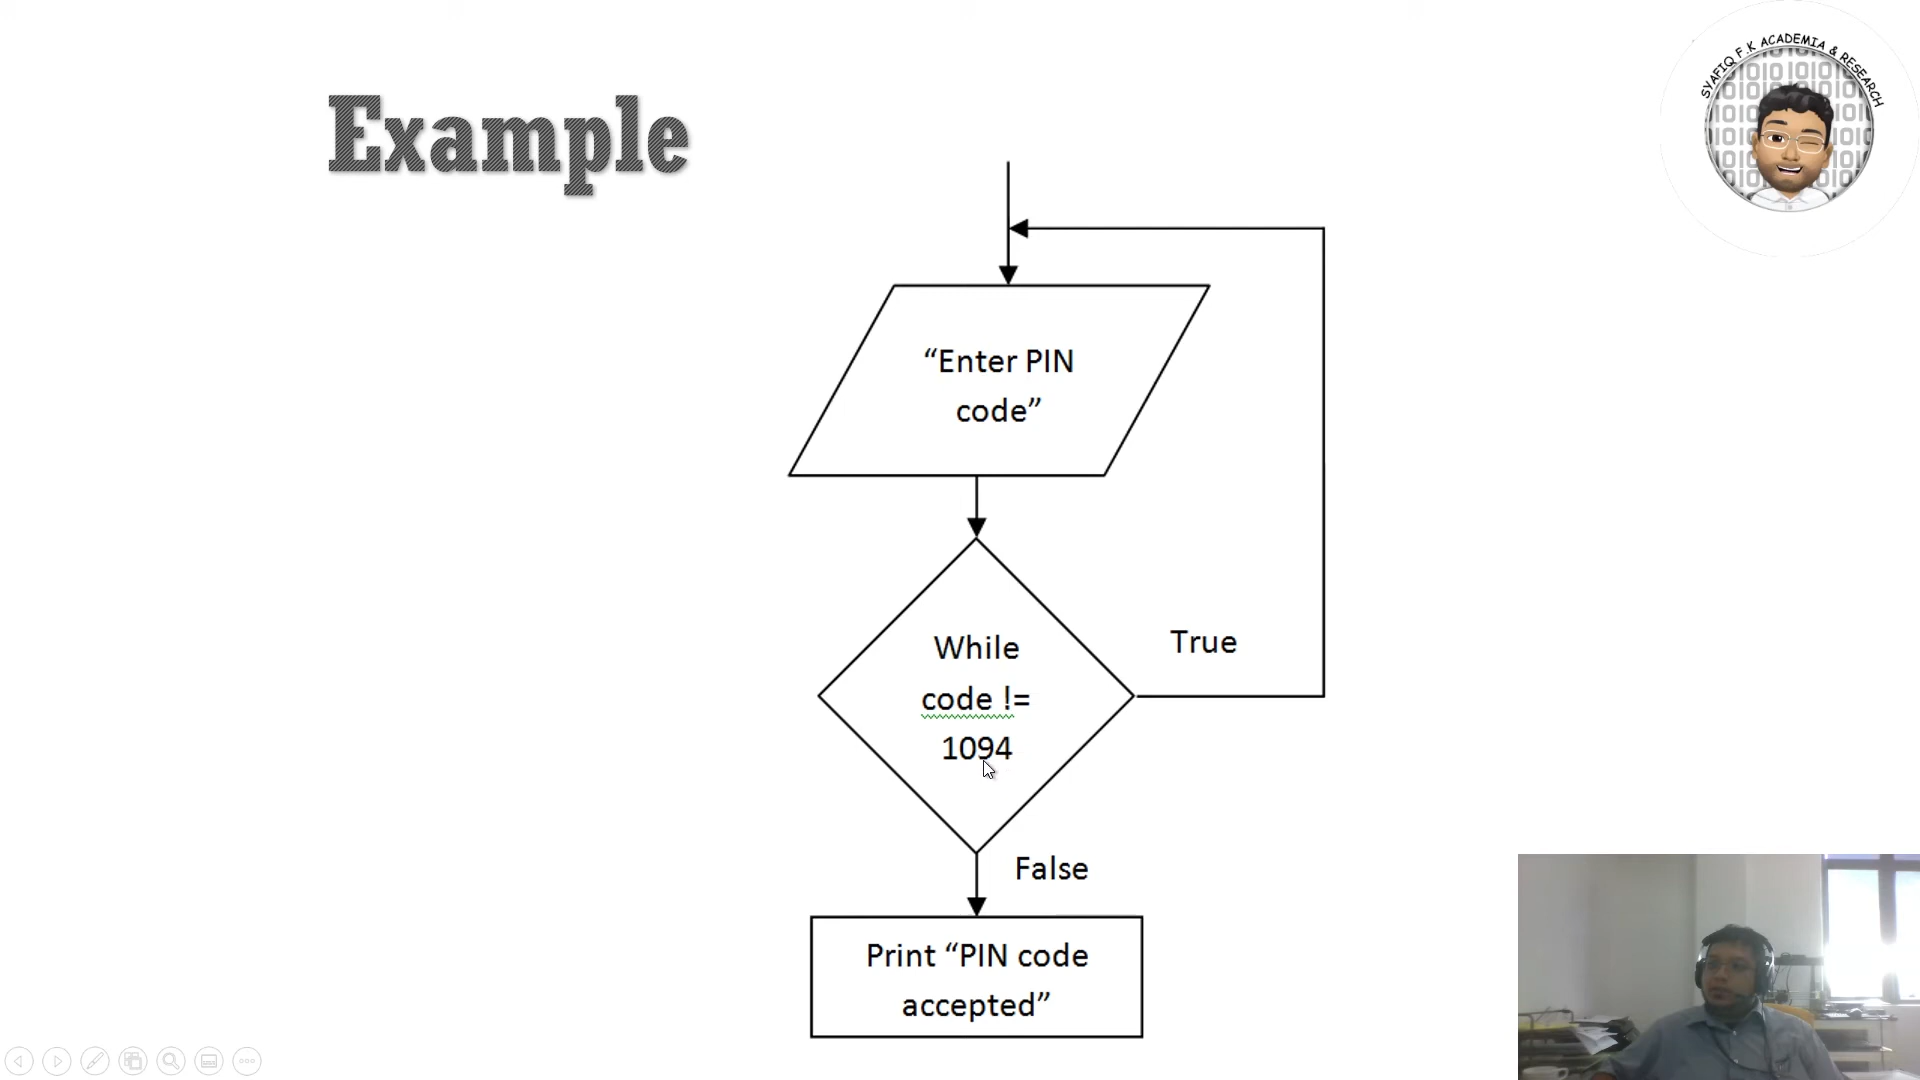 SYAFIQ F.K ACADEMIA & RESEARCH
Example
“Enter PIN
code”
While
code !=
1094
True
False
Print “PIN code
accepted”